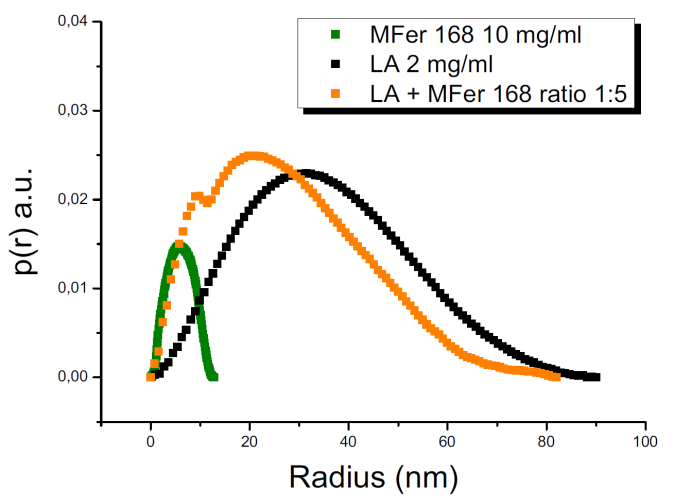 MFer 168 10 mg/ml
LA 2 mg/ml
LA + MFer 168 ratio 1:5
0,04
0,03
0,02
0,01
0,00
p(r) a.u.
0 20 40 60 80 100
Radius (nm)